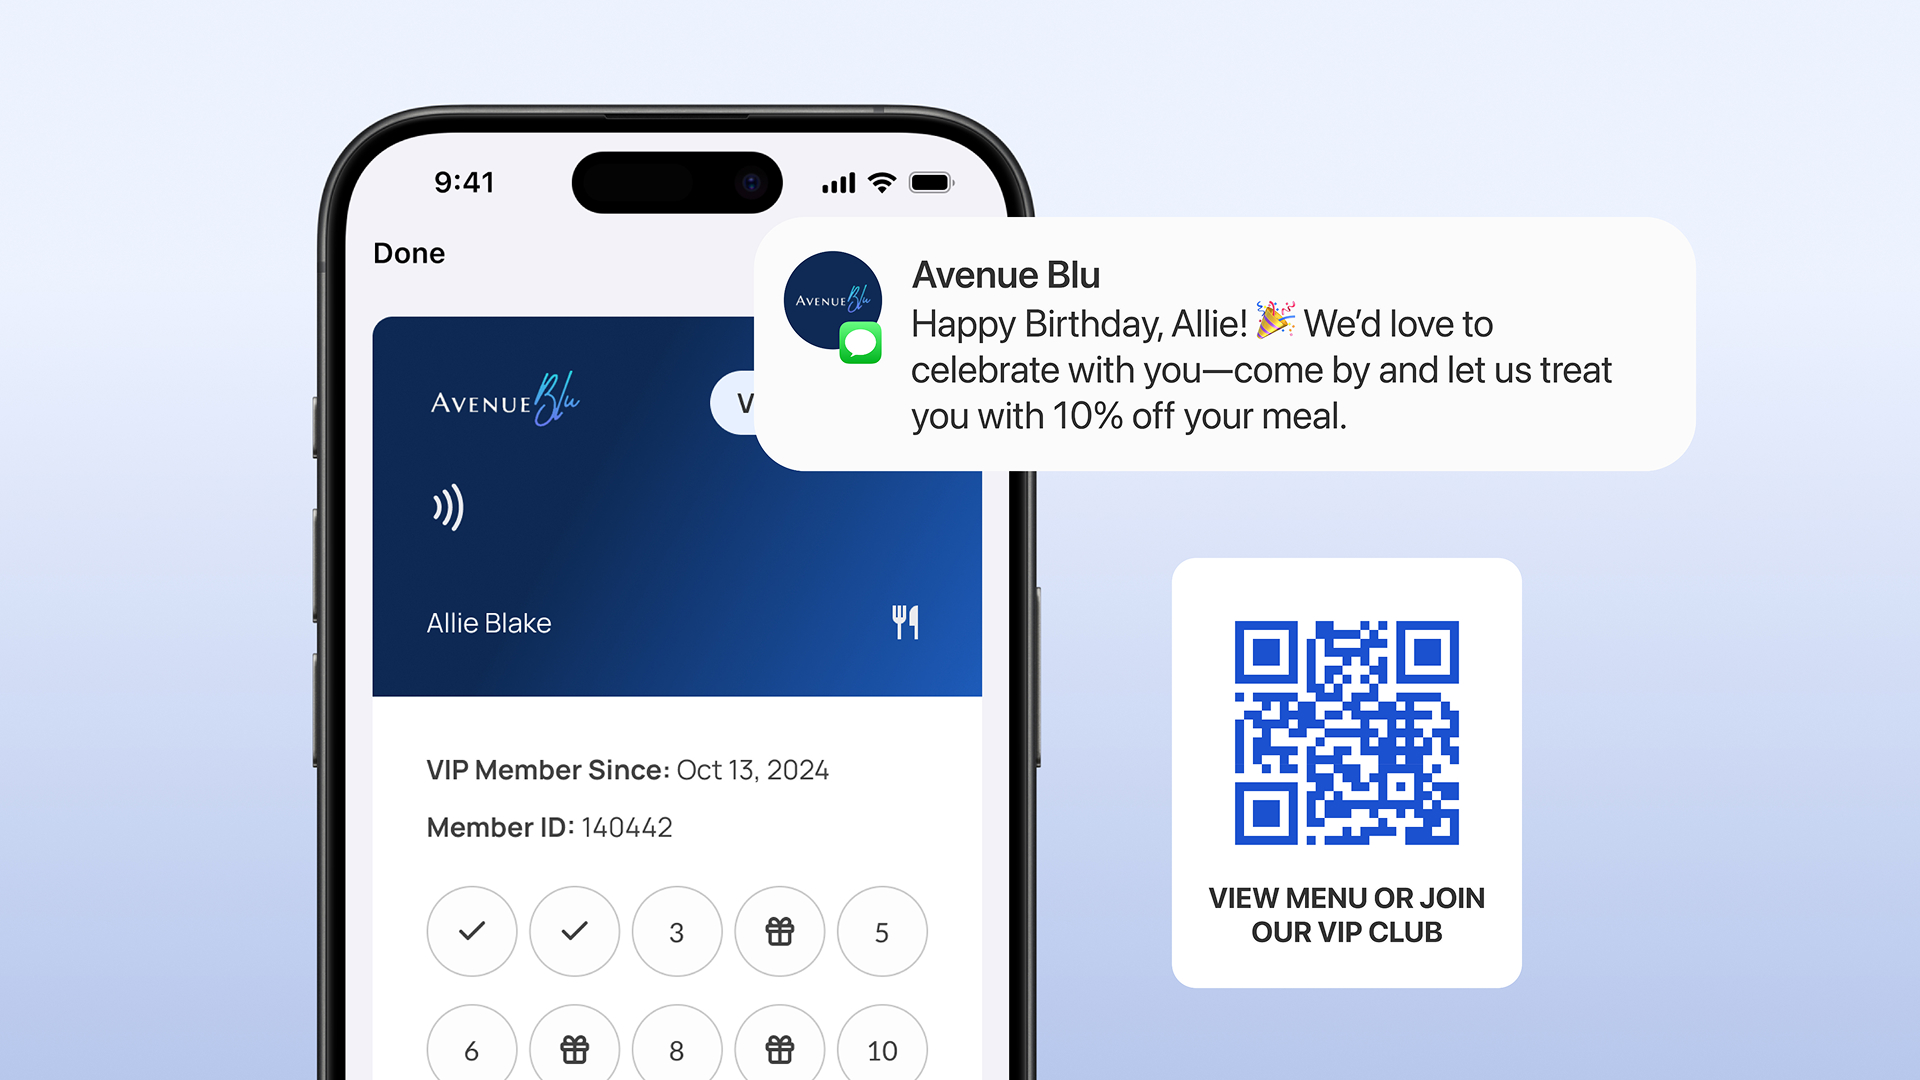 9:41
Done
AVENUE Blu
V
AVENUE Blu
Avenue Blu
Happy Birthday, Allie! 🎉 We’d love to
celebrate with you—come by and let us treat
you with 10% off your meal.
Allie Blake
VIP Member Since: Oct 13, 2024
Member ID: 140442
3
5
6
8
10
VIEW MENU OR JOIN
OUR VIP CLUB